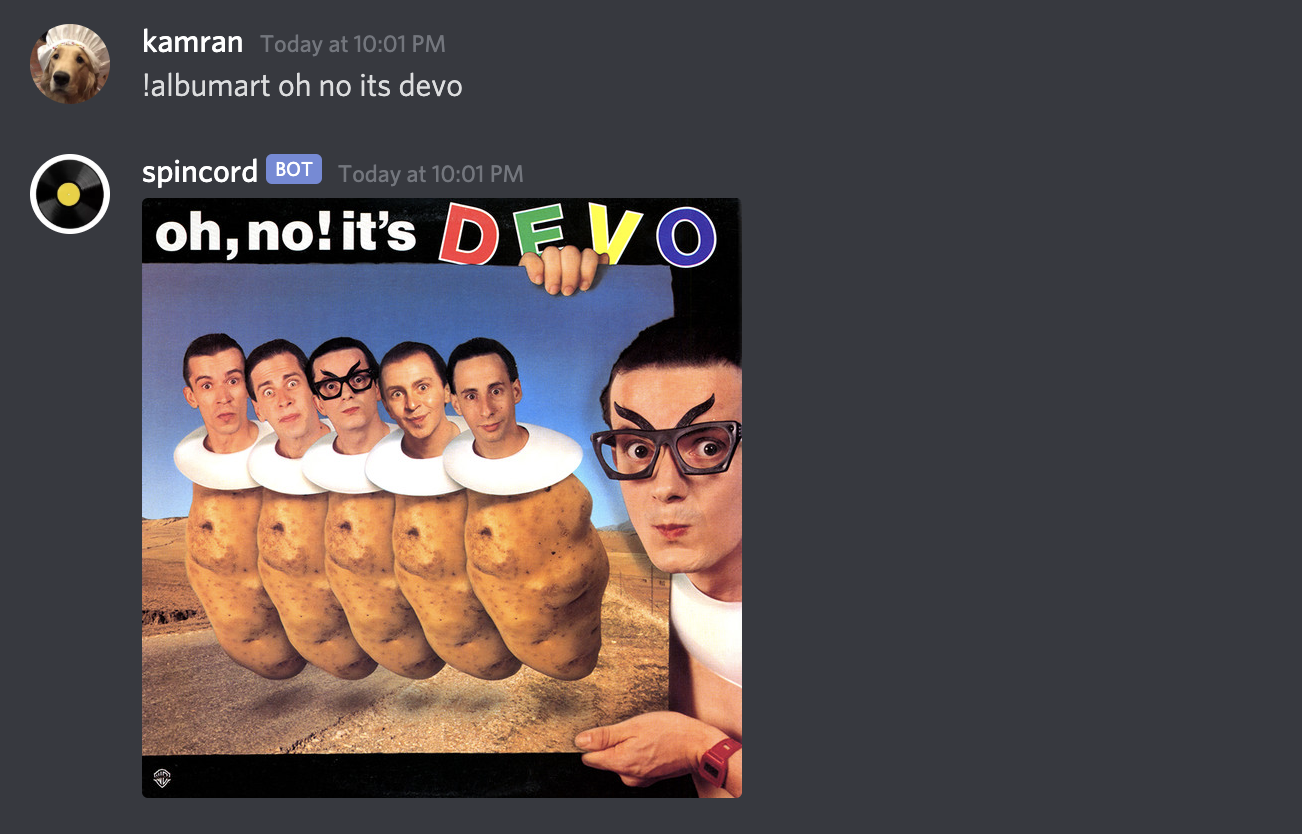 kamran Today at 10:01 PM
!albumart oh no its devo
spincord BOT Today at 10:01 PM
oh, no! it's DEVO